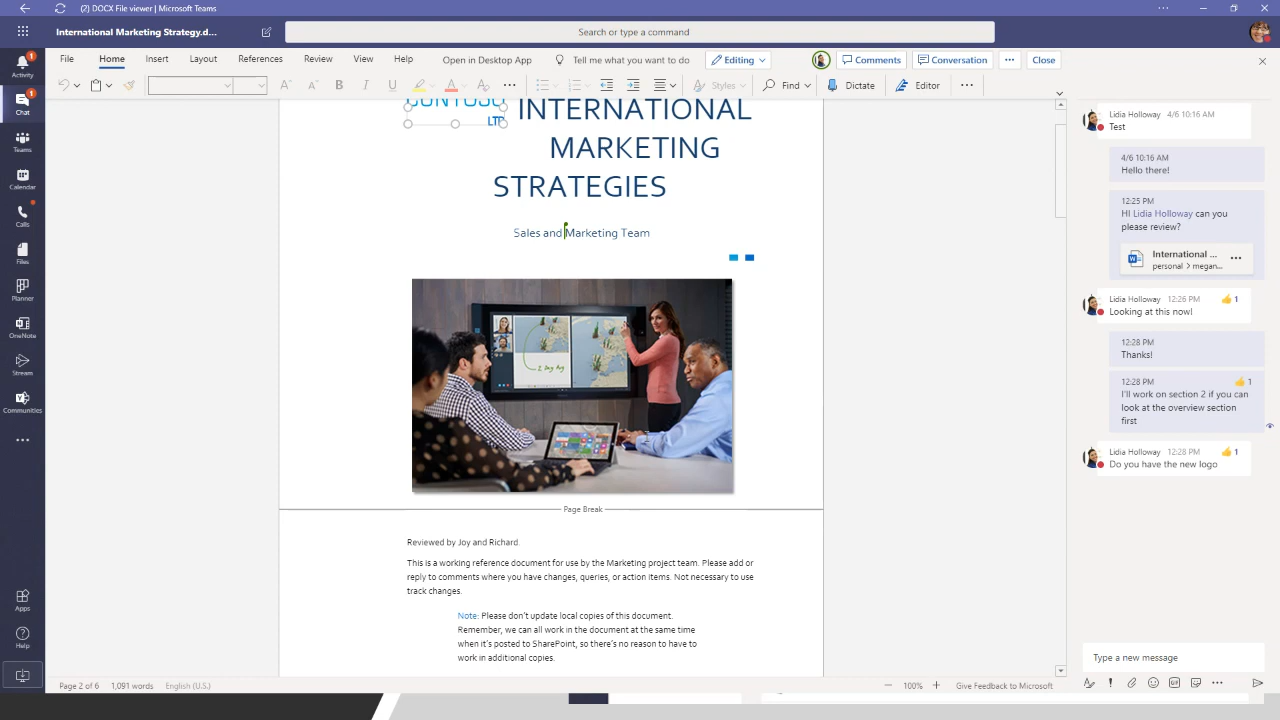 (2) DOCX File viewer | Microsoft Teams
International Marketing Strategy.d...
Search or type a command
File
Home
Insert
Layout
References
Review
View
Help
Open in Desktop App
Tell me what you want to do
Editing
Comments
Conversation
Close
B
I
U
Styles
Find
Dictate
Editor
Activity
Chat
Teams
Calendar
Calls
Files
Planner
OneNote
Stream
Communities
Apps
Help
CONTOSO
LTD
INTERNATIONAL
MARKETING
STRATEGIES
Sales and Marketing Team
2 Day Avg
Page Break
Reviewed by Joy and Richard.
This is a working reference document for use by the Marketing project team. Please add or
reply to comments where you have changes, queries, or action items. Not necessary to use
track changes.
Note: Please don't update local copies of this document.
Remember, we can all work in the document at the same time
when it's posted to SharePoint, so there's no reason to have to
work in additional copies.
Lidia Holloway 4/6 10:16 AM
Test
4/6 10:16 AM
Hello there!
12:25 PM
HI Lidia Holloway can you
please review?
International ...
personal > megan...
Lidia Holloway 12:26 PM 1
Looking at this now!
12:28 PM
Thanks!
12:28 PM 1
I'll work on section 2 if you can
look at the overview section
first
Lidia Holloway 12:28 PM 1
Do you have the new logo
Type a new message
Page 2 of 6
1,091 words
English (U.S.)
100%
Give Feedback to Microsoft